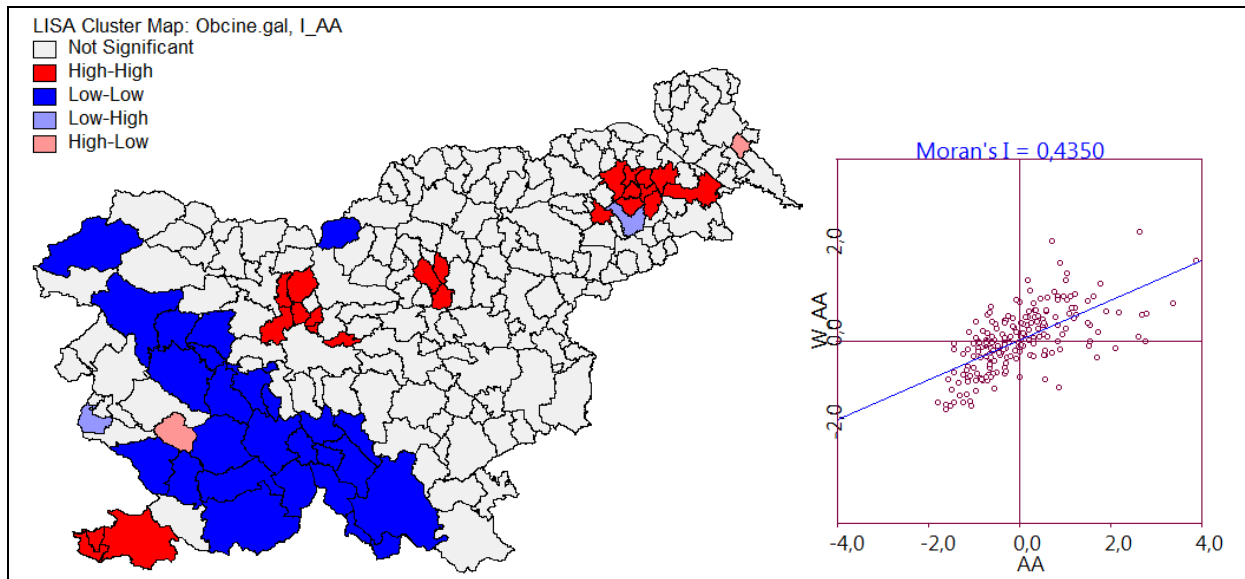 LISA Cluster Map: Obcine.gal, I_AA
Not Significant
High-High
Low-Low
Low-High
High-Low
Moran's I = 0,4350
2,0
0,0
-2,0
W AA
-4,0 -2,0 0,0 2,0 4,0
AA